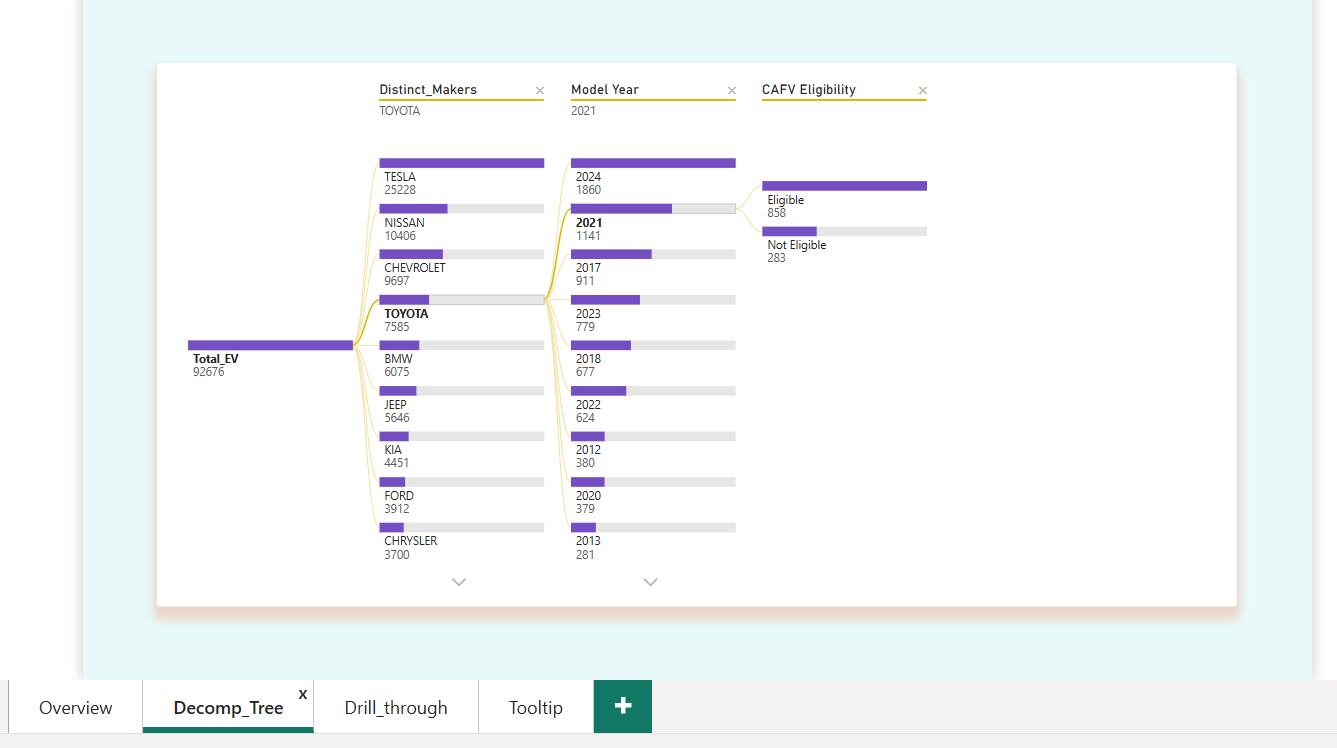 Distinct_Makers
TOYOTA
Model Year
2021
CAFV Eligibility
Total_EV
92676
TESLA
25228
NISSAN
10406
CHEVROLET
9697
TOYOTA
7585
BMW
6075
JEEP
5646
KIA
4451
FORD
3912
CHRYSLER
3700
2024
1860
2021
1141
2017
911
2023
779
2018
677
2022
624
2012
380
2020
379
2013
281
Eligible
858
Not Eligible
283
Overview
Decomp_Tree
x
Drill_through
Tooltip